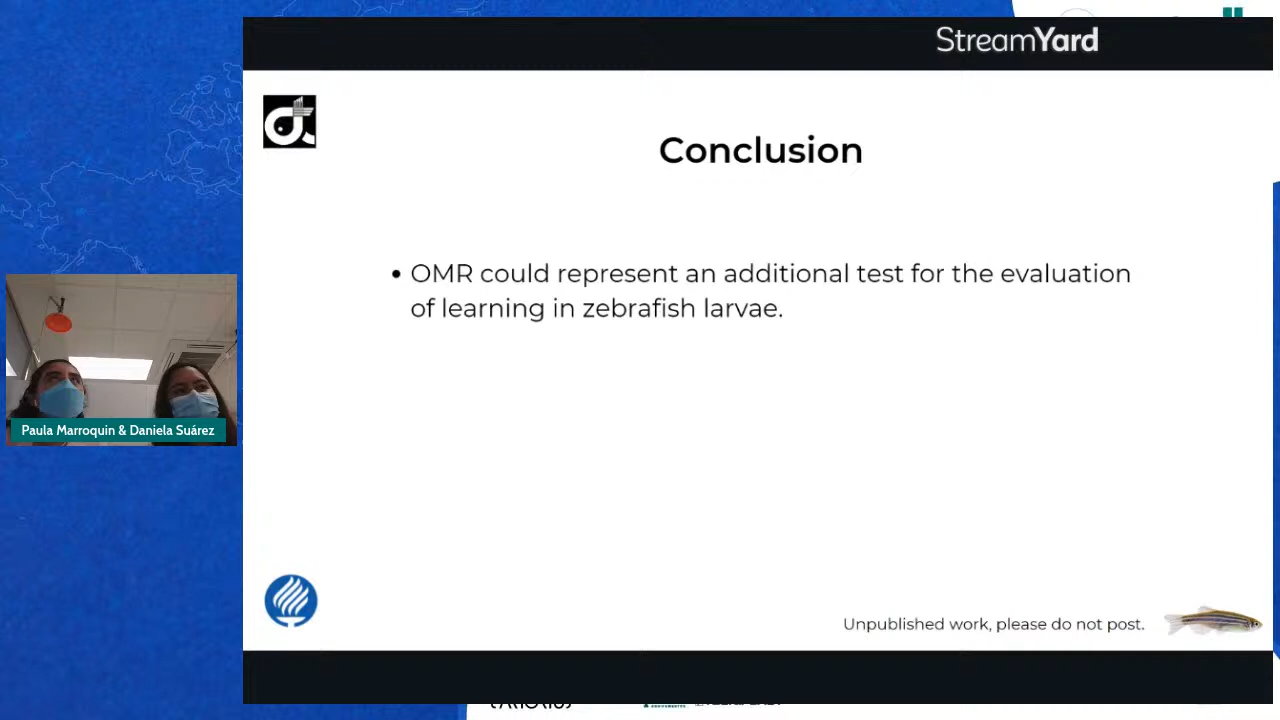 StreamYard
Conclusion
• OMR could represent an additional test for the evaluation
of learning in zebrafish larvae.
Paula Marroquin & Daniela Suárez
Unpublished work, please do not post.